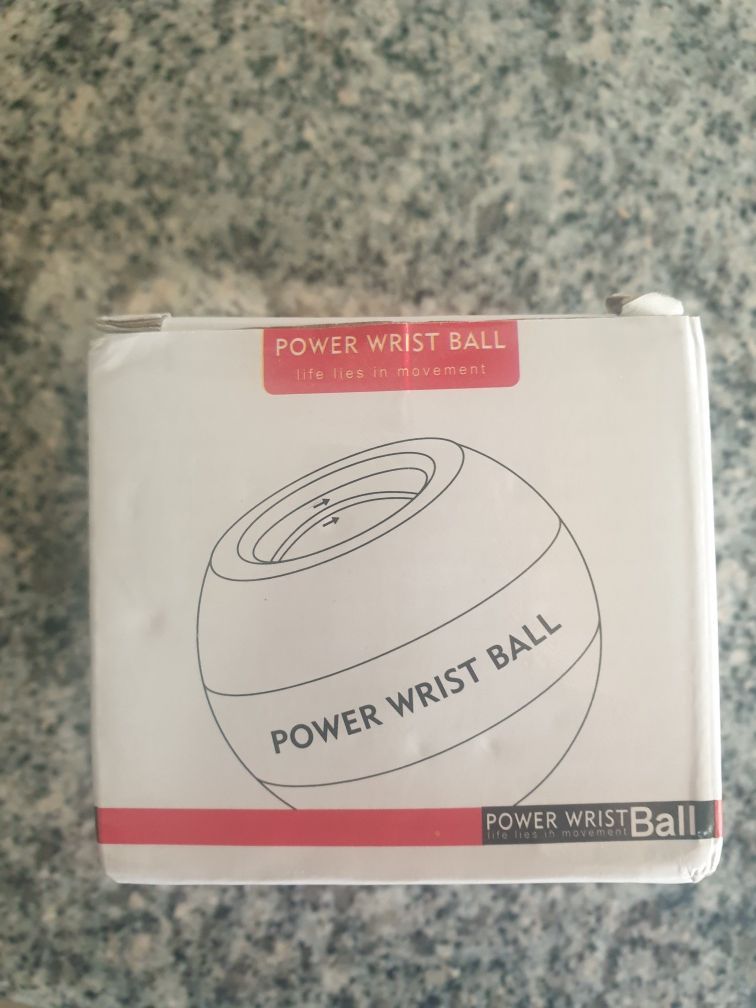 POWER WRIST BALL
life lies in movement
POWER WRIST BALL
POWER WRIST Ball
life lies in movement